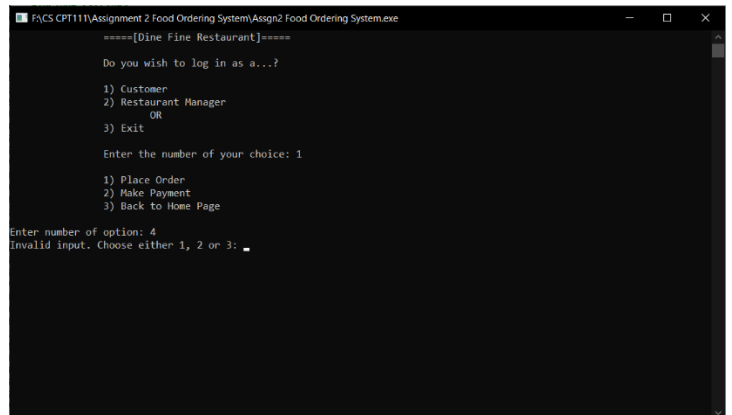 F:\CS CPT111\Assignment 2 Food Ordering System\Assgn2 Food Ordering System.exe
=====[Dine Fine Restaurant]=====
Do you wish to log in as a...?
1) Customer
2) Restaurant Manager
OR
3) Exit
Enter the number of your choice: 1
1) Place Order
2) Make Payment
3) Back to Home Page
Enter number of option: 4
Invalid input. Choose either 1, 2 or 3: